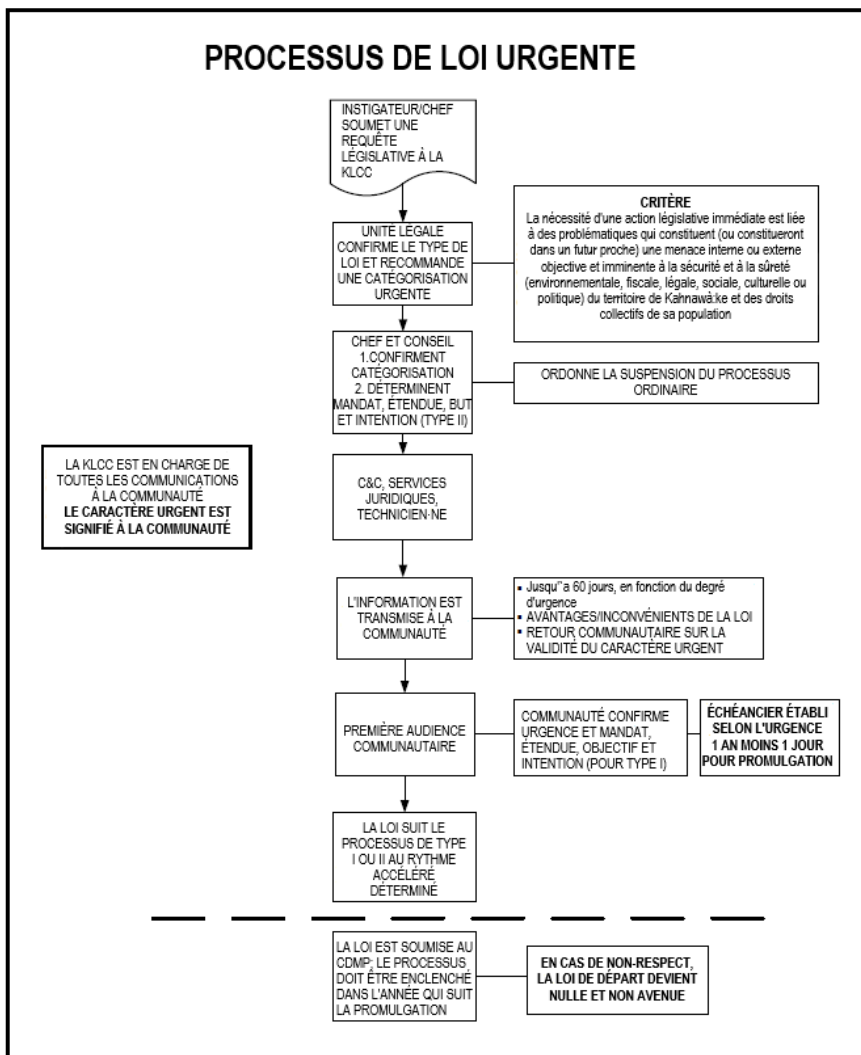 PROCESSUS DE LOI URGENTE
INSTIGATEUR/CHEF
SOUMET UNE
REQUÊTE
LÉGISLATIVE À LA
KLCC
UNITÉ LÉGALE
CONFIRME LE TYPE DE
LOI ET RECOMMANDE
UNE CATÉGORISATION
URGENTE
CRITÈRE
La nécessité d'une action législative immédiate est liée
à des problématiques qui constituent (ou constitueront
dans un futur proche) une menace interne ou externe
objective et imminente à la sécurité et à la sûreté
(environnementale, fiscale, légale, sociale, culturelle ou
politique) du territoire de Kahnawà:ke et des droits
collectifs de sa population
CHEF ET CONSEIL
1.CONFIRMENT
CATÉGORISATION
2. DÉTERMINENT
MANDAT, ÉTENDUE, BUT
ET INTENTION (TYPE II)
ORDONNE LA SUSPENSION DU PROCESSUS
ORDINAIRE
LA KLCC EST EN CHARGE DE
TOUTES LES COMMUNICATIONS
À LA COMMUNAUTÉ
LE CARACTÈRE URGENT EST
SIGNIFIÉ À LA COMMUNAUTÉ
C&C, SERVICES
JURIDIQUES,
TECHNICIEN·NE
L'INFORMATION EST
TRANSMISE À LA
COMMUNAUTÉ
▪ Jusqu''a 60 jours, en fonction du degré
d'urgence
▪ AVANTAGES/INCONVÉNIENTS DE LA LOI
▪ RETOUR COMMUNAUTAIRE SUR LA
VALIDITÉ DU CARACTÈRE URGENT
PREMIÈRE AUDIENCE
COMMUNAUTAIRE
COMMUNAUTÉ CONFIRME
URGENCE ET MANDAT,
ÉTENDUE, OBJECTIF ET
INTENTION (POUR TYPE I)
ÉCHÉANCIER ÉTABLI
SELON L'URGENCE
1 AN MOINS 1 JOUR
POUR PROMULGATION
LA LOI SUIT LE
PROCESSUS DE TYPE
I OU II AU RYTHME
ACCÉLÉRÉ
DÉTERMINÉ
LA LOI EST SOUMISE AU
CDMP; LE PROCESSUS
DOIT ÊTRE ENCLENCHÉ
DANS L'ANNÉE QUI SUIT
LA PROMULGATION
EN CAS DE NON-RESPECT,
LA LOI DE DÉPART DEVIENT
NULLE ET NON AVENUE